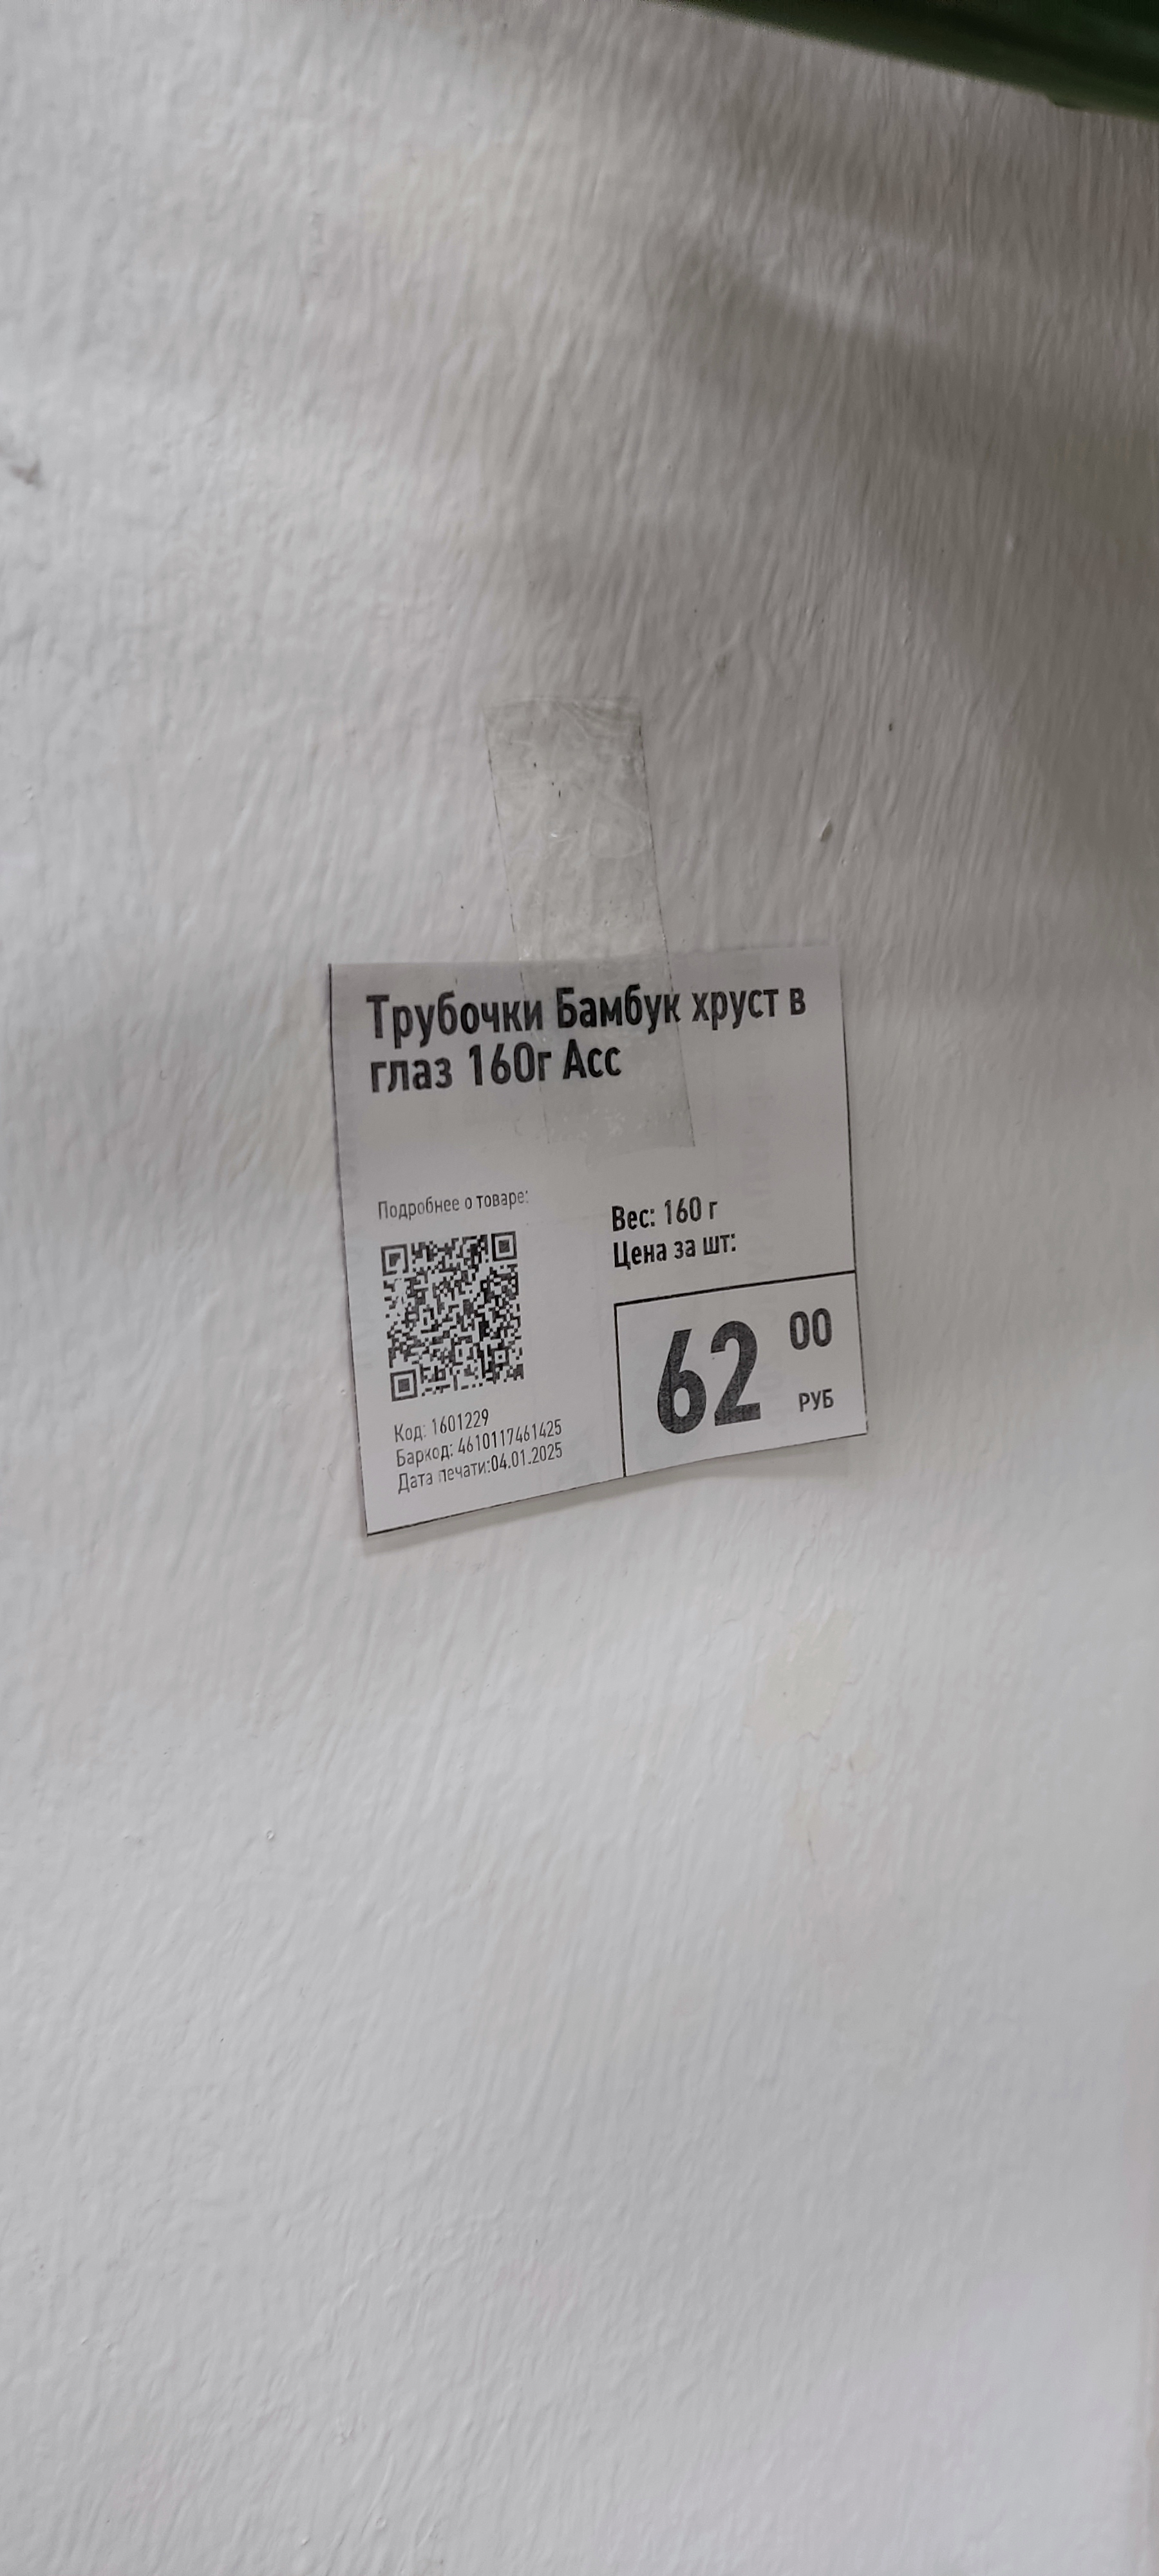 Трубочки Бамбук хруст в
глаз 160г Асс
Подробнее о товаре:
Вес: 160 г
Цена за шт:
62 00
РУБ
Код: 1601229
Баркод: 4610117461425
Дата печати:04.01.2025